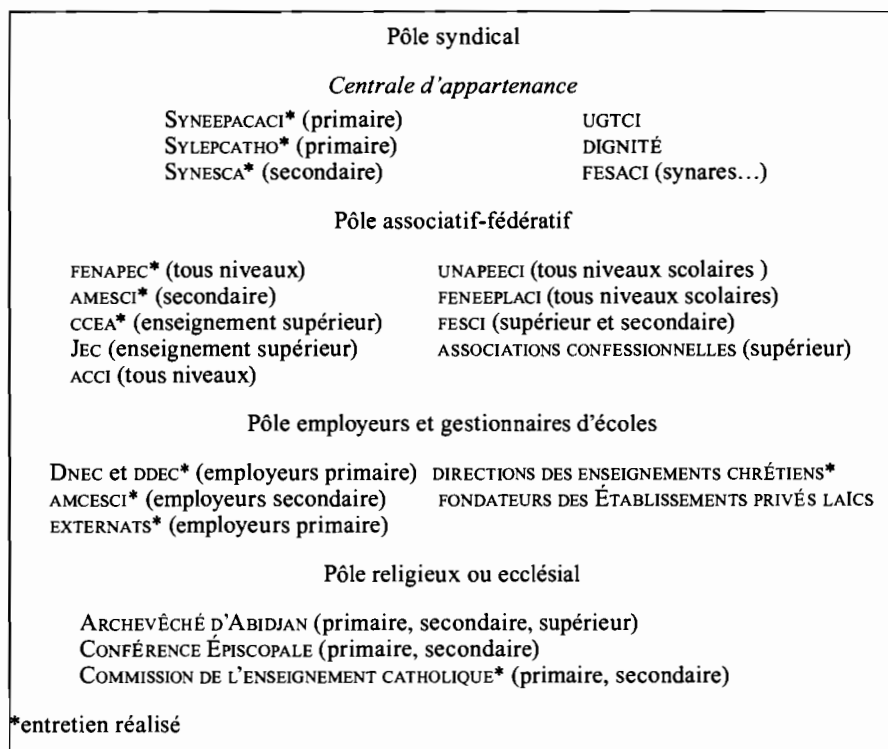 Pôle syndical
Centrale d'appartenance
SYNEEPACACI* (primaire) UGTCI
SYLEPCATHO* (primaire) DIGNITÉ
SYNESCA* (secondaire) FESACI (synares...)
Pôle associatif-fédératif
FENAPEC* (tous niveaux) UNAPEECI (tous niveaux scolaires )
AMESCI* (secondaire) FENEEPLACI (tous niveaux scolaires)
CCEA* (enseignement supérieur) FESCI (supérieur et secondaire)
JEC (enseignement supérieur) ASSOCIATIONS CONFESSIONNELLES (supérieur)
ACCI (tous niveaux)
Pôle employeurs et gestionnaires d'écoles
DNEC et DDEC* (employeurs primaire) DIRECTIONS DES ENSEIGNEMENTS CHRÉTIENS*
AMCESCI* (employeurs secondaire) FONDATEURS DES ÉTABLISSEMENTS PRIVÉS LAÏCS
EXTERNATS* (employeurs primaire)
Pôle religieux ou ecclésial
ARCHEVÊCHÉ D'ABIDJAN (primaire, secondaire, supérieur)
CONFÉRENCE ÉPISCOPALE (primaire, secondaire)
COMMISSION DE L'ENSEIGNEMENT CATHOLIQUE* (primaire, secondaire)
*entretien réalisé